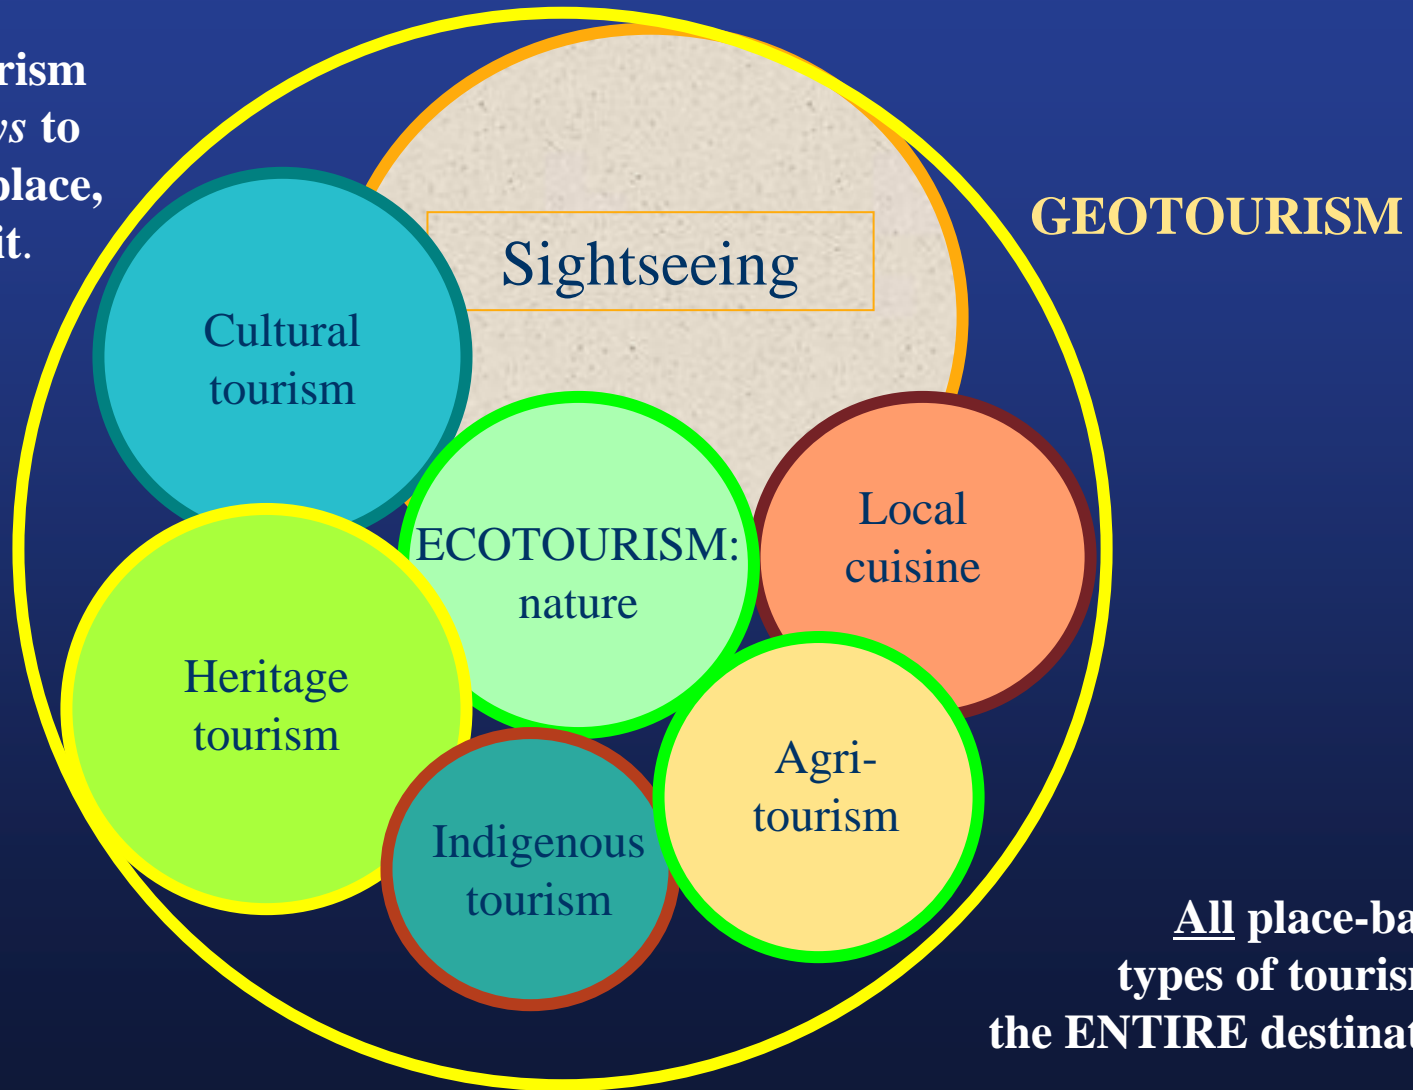 rism
ys to
place,
it.
GEOTOURISM
Sightseeing
Cultural
tourism
Local
cuisine
ECOTOURISM:
nature
Heritage
tourism
Agri-
tourism
Indigenous
tourism
All place-ba
types of touris
the ENTIRE destinat